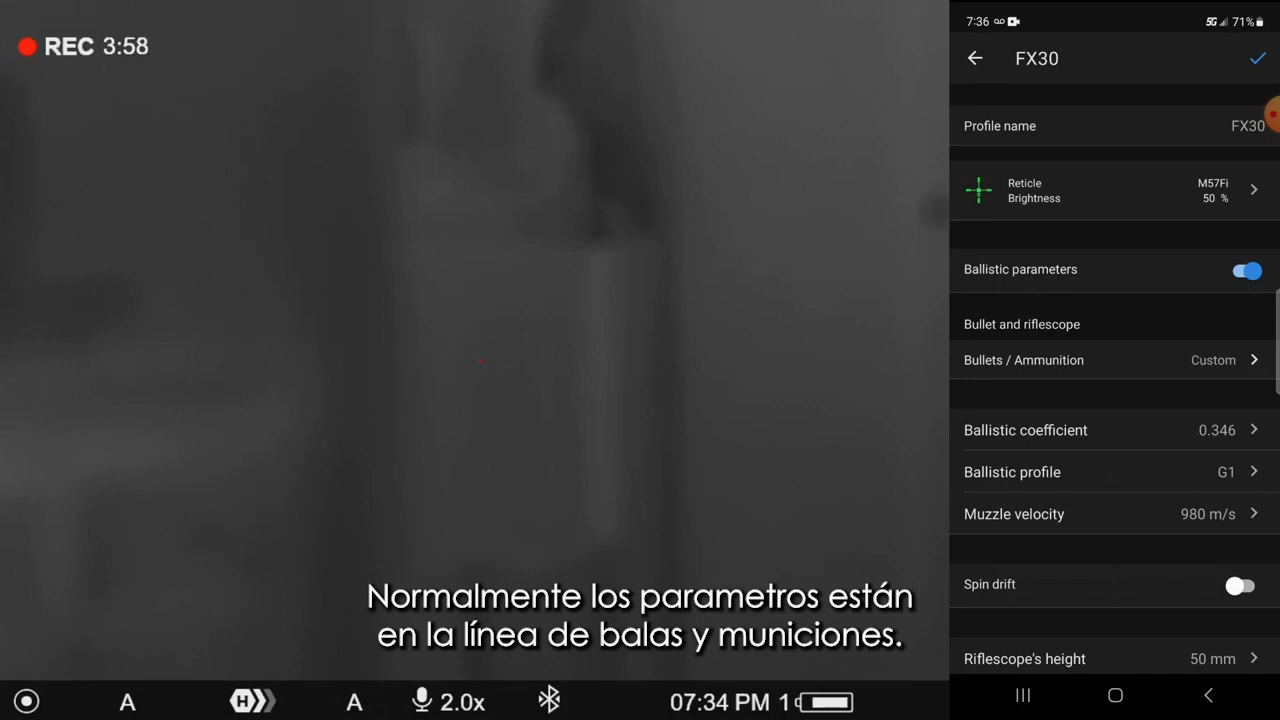 REC 3:58
7:36
5G
71%
FX30
Profile name
FX30
Reticle
Brightness
M57Fi
50 %
Ballistic parameters
Bullet and riflescope
Bullets / Ammunition
Custom
Ballistic coefficient
0.346
Ballistic profile
G1
Muzzle velocity
980 m/s
Spin drift
Riflescope's height
50 mm
Normalmente los parametros están
en la línea de balas y municiones.
A
H
A
2.0x
07:34 PM
1